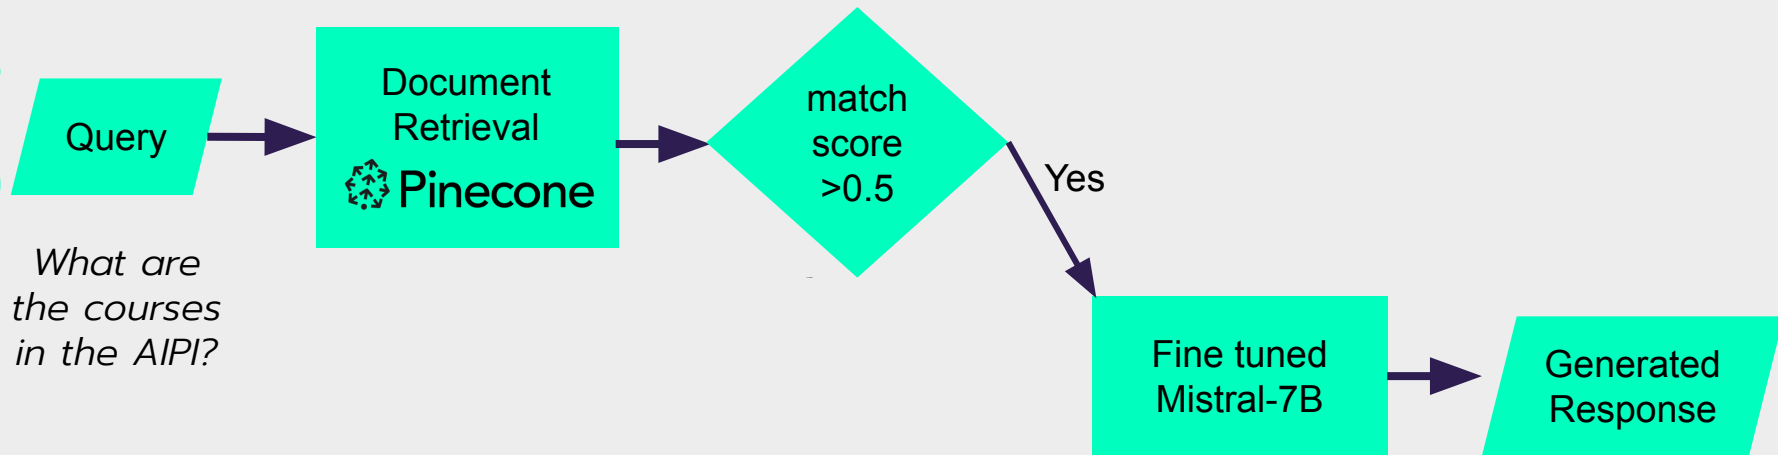 Query
What are
the courses
in the AIPI?
Document
Retrieval
Pinecone
match
score
>0.5
Yes
Fine tuned
Mistral-7B
Generated
Response